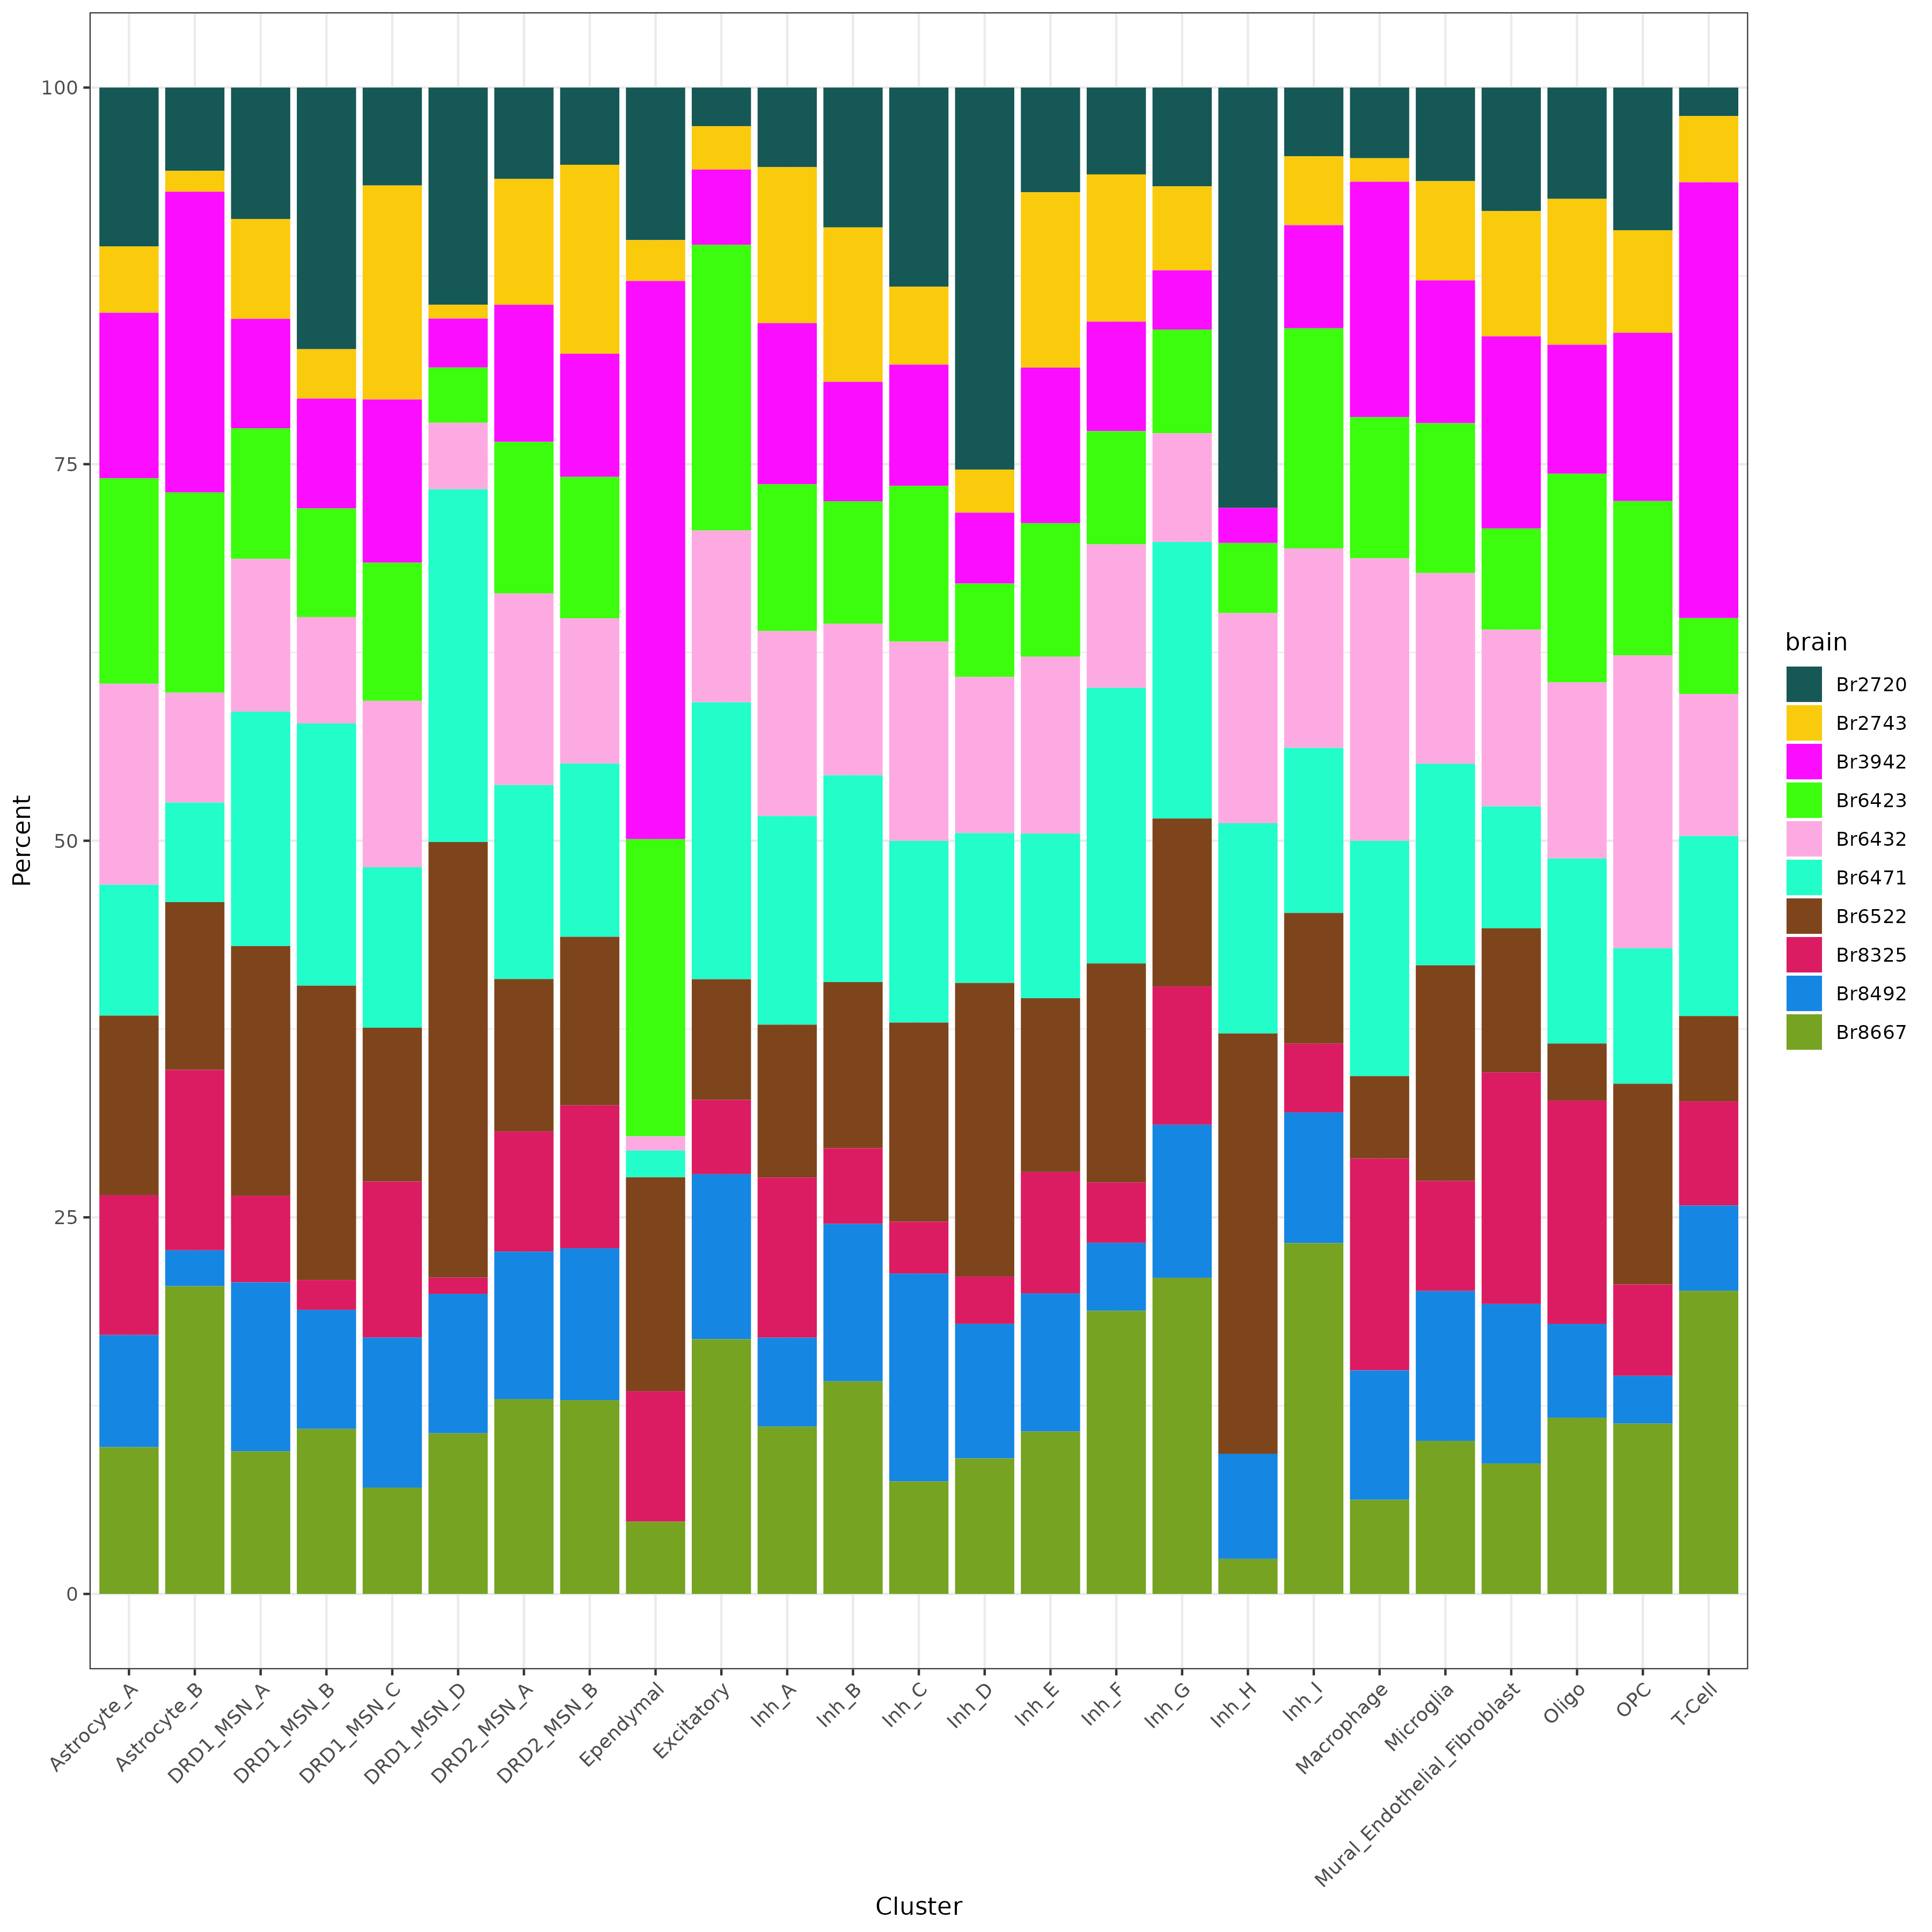 100
75
50
25
0
Percent
Astrocyte_A
Astrocyte_B
DRD1_MSN_A
DRD1_MSN_B
DRD1_MSN_C
DRD1_MSN_D
DRD2_MSN_A
DRD2_MSN_B
Ependymal
Excitatory
Inh_A
Inh_B
Inh_C
Inh_D
Inh_E
Inh_F
Inh_G
Inh_H
Inh_I
Macrophage
Microglia
Mural_Endothelial_Fibroblast
Oligo
OPC
T-Cell
Cluster
brain
Br2720
Br2743
Br3942
Br6423
Br6432
Br6471
Br6522
Br8325
Br8492
Br8667